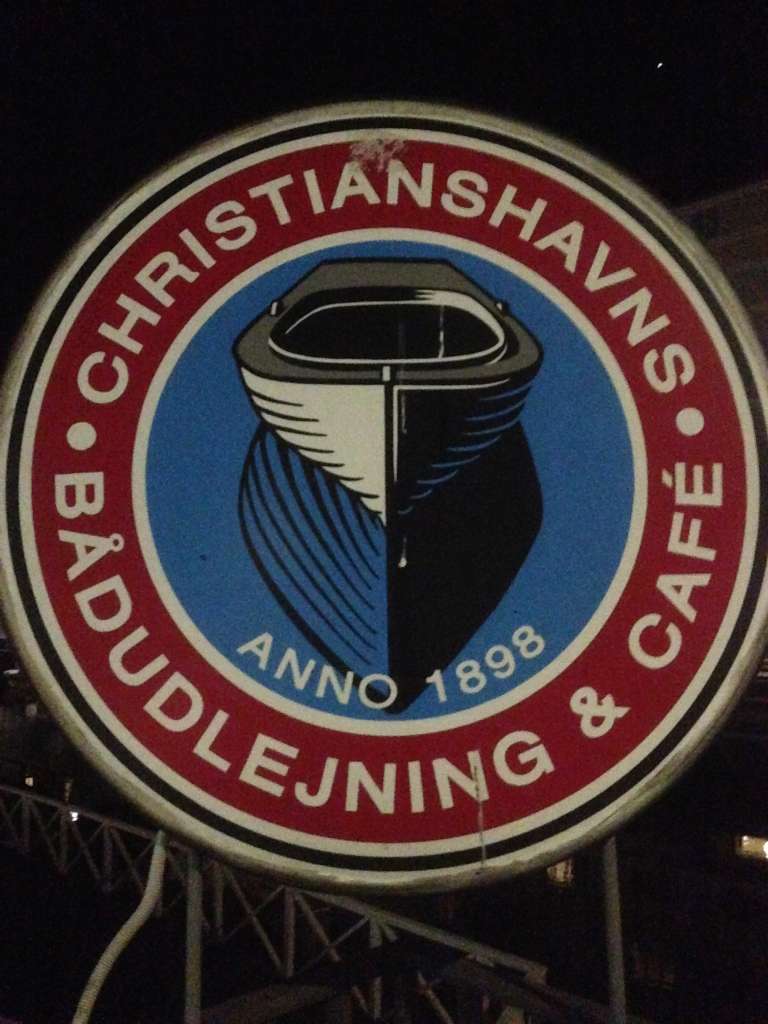 CHRISTIANSHAVNS
BÅDUDLEJNING & CAFÉ
ANNO 1898